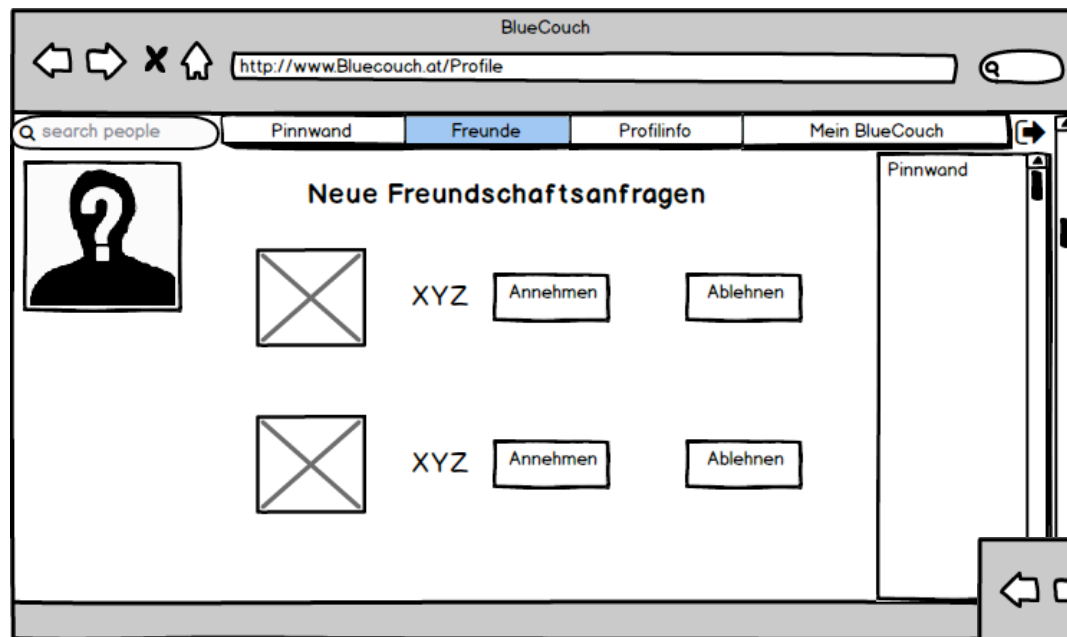 BlueCouch
http://www.Bluecouch.at/Profile
search people
Pinnwand
Freunde
Profilinfo
Mein BlueCouch
Pinnwand
Neue Freundschaftsanfragen
XYZ
Annehmen
Ablehnen
XYZ
Annehmen
Ablehnen